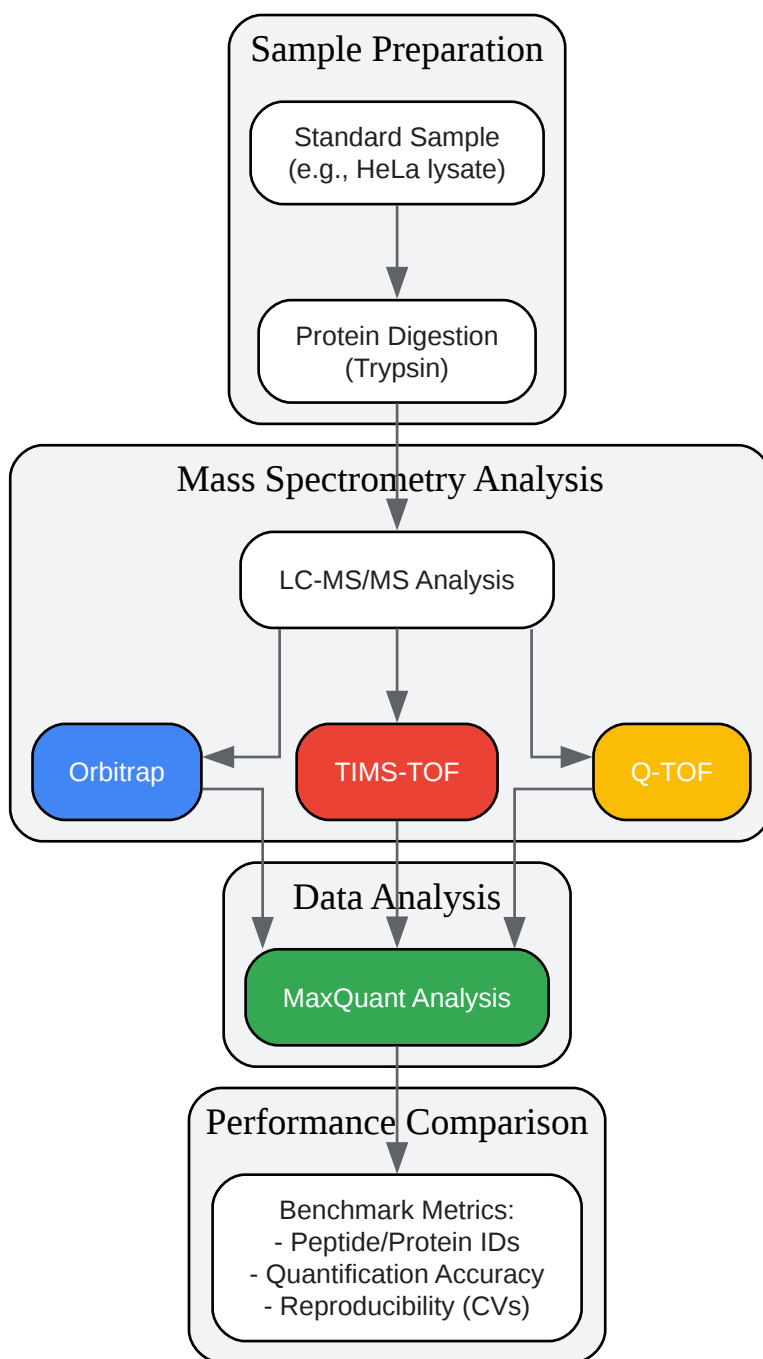 Sample Preparation
Standard Sample
(e.g., HeLa lysate)
Protein Digestion
(Trypsin)
Mass Spectrometry Analysis
LC-MS/MS Analysis
Orbitrap
TIMS-TOF
Q-TOF
Data Analysis
MaxQuant Analysis
Performance Comparison
Benchmark Metrics:
- Peptide/Protein IDs
- Quantification Accuracy
- Reproducibility (CVs)